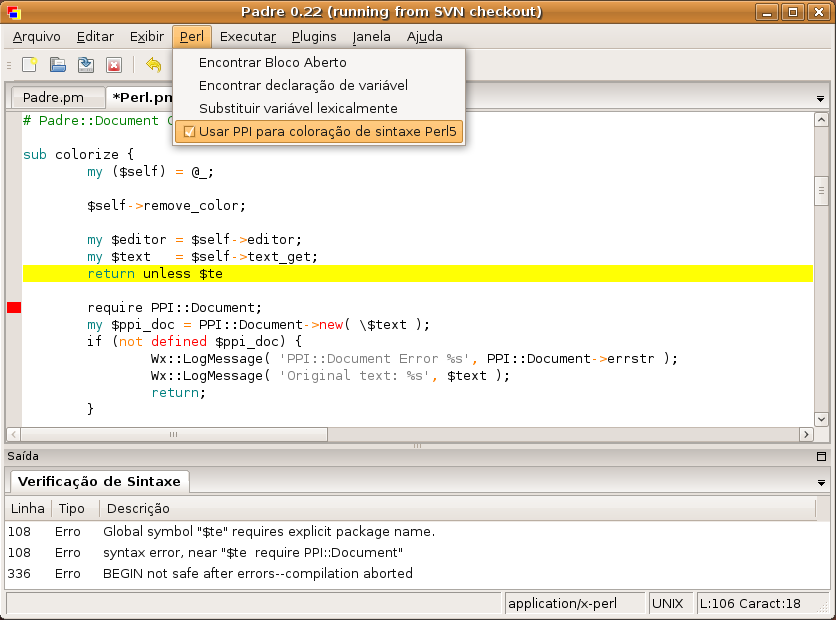 Padre 0.22 (running from SVN checkout)
Arquivo Editar Exibir Perl Executar Plugins Janela Ajuda
Encontrar Bloco Aberto
Encontrar declaração de variável
Substituir variável lexicalmente
Usar PPI para coloração de sintaxe Perl5
Padre.pm *Perl.pm
# Padre::Document
sub colorize {
my ($self) = @_;
$self->remove_color;
my $editor = $self->editor;
my $text   = $self->text_get;
return unless $te
require PPI::Document;
my $ppi_doc = PPI::Document->new( \$text );
if (not defined $ppi_doc) {
Wx::LogMessage( 'PPI::Document Error %s', PPI::Document->errstr );
Wx::LogMessage( 'Original text: %s', $text );
return;
}
Saída
Verificação de Sintaxe
Linha Tipo Descrição
108 Erro Global symbol "$te" requires explicit package name.
108 Erro syntax error, near "$te  require PPI::Document"
336 Erro BEGIN not safe after errors--compilation aborted
application/x-perl UNIX L:106 Caract:18